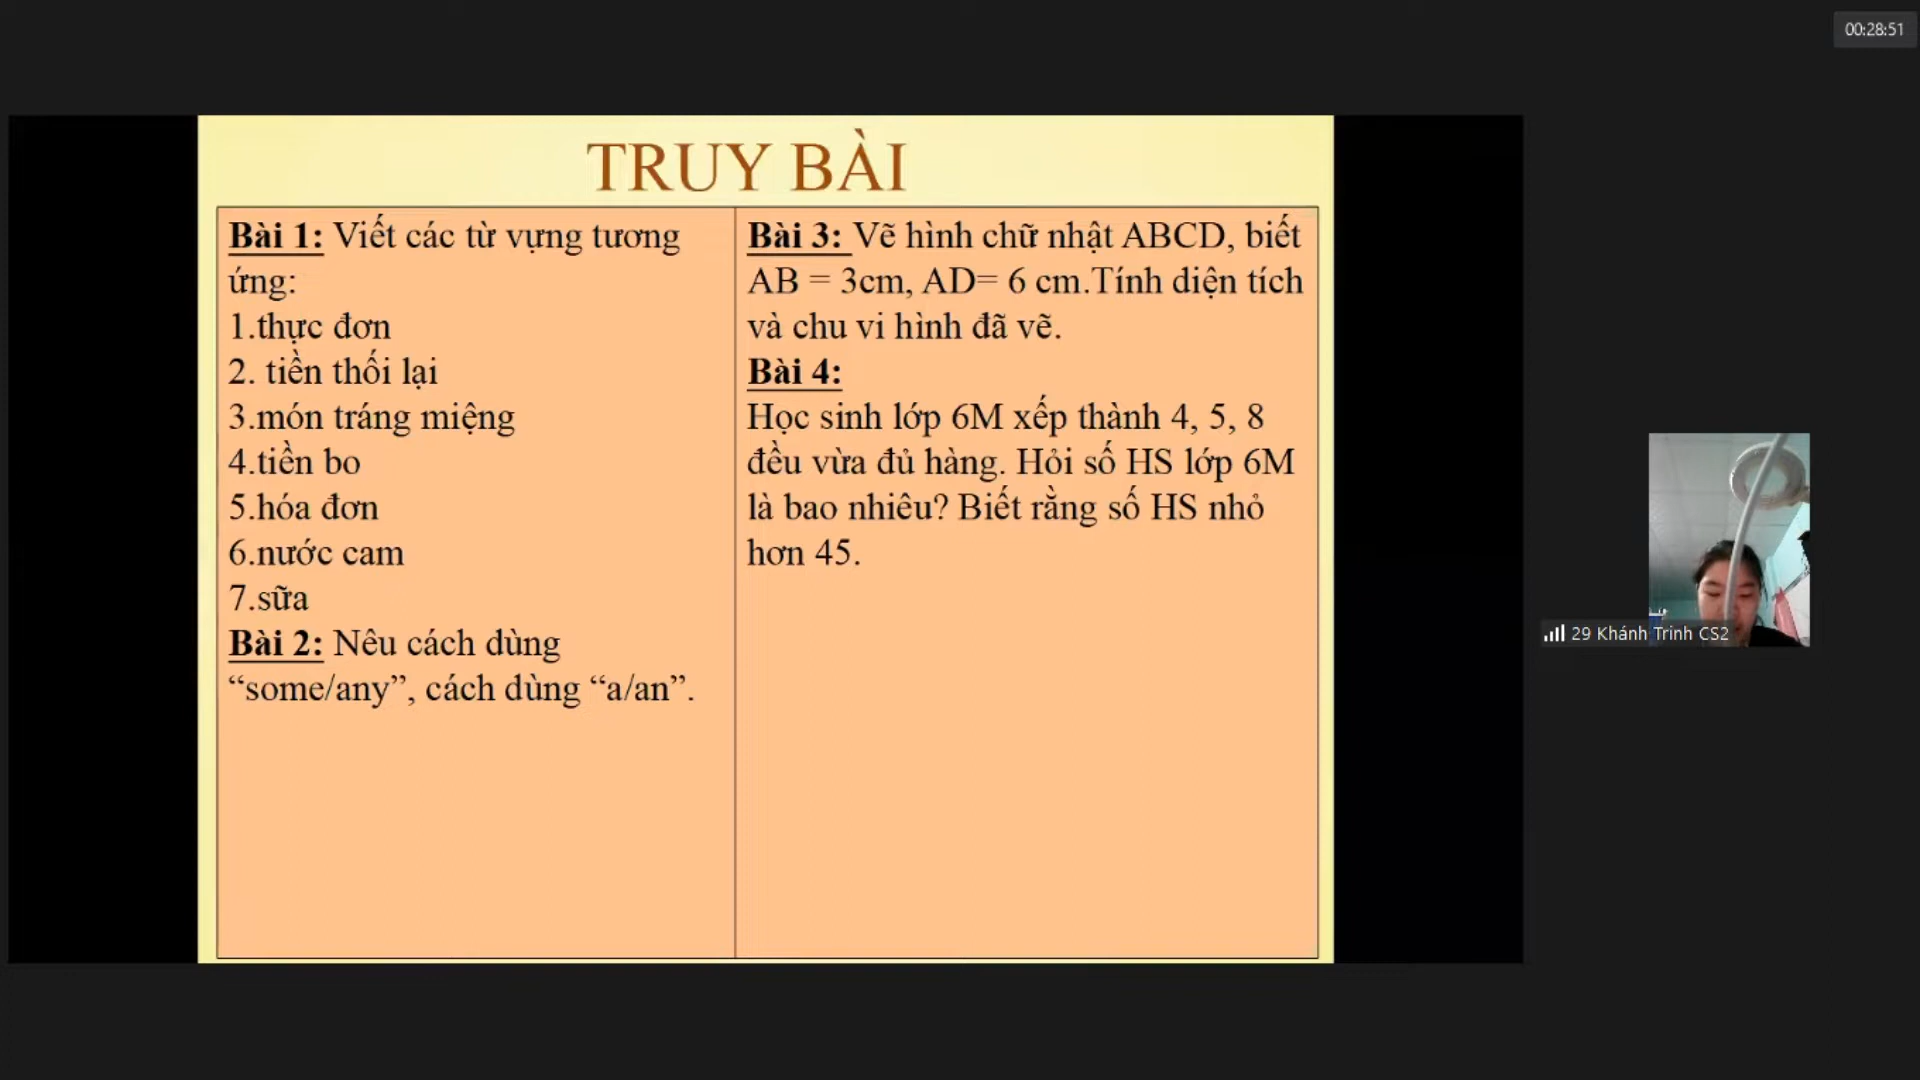 00:28:51
TRUY BÀI
Bài 1: Viết các từ vựng tương
ứng:
1.thực đơn
2. tiền thối lại
3.món tráng miệng
4.tiền bo
5.hóa đơn
6.nước cam
7.sữa
Bài 2: Nêu cách dùng
“some/any”, cách dùng “a/an”.
Bài 3: Vẽ hình chữ nhật ABCD, biết
AB = 3cm, AD= 6 cm.Tính diện tích
và chu vi hình đã vẽ.
Bài 4:
Học sinh lớp 6M xếp thành 4, 5, 8
đều vừa đủ hàng. Hỏi số HS lớp 6M
là bao nhiêu? Biết rằng số HS nhỏ
hơn 45.
29 Khánh Trinh CS2